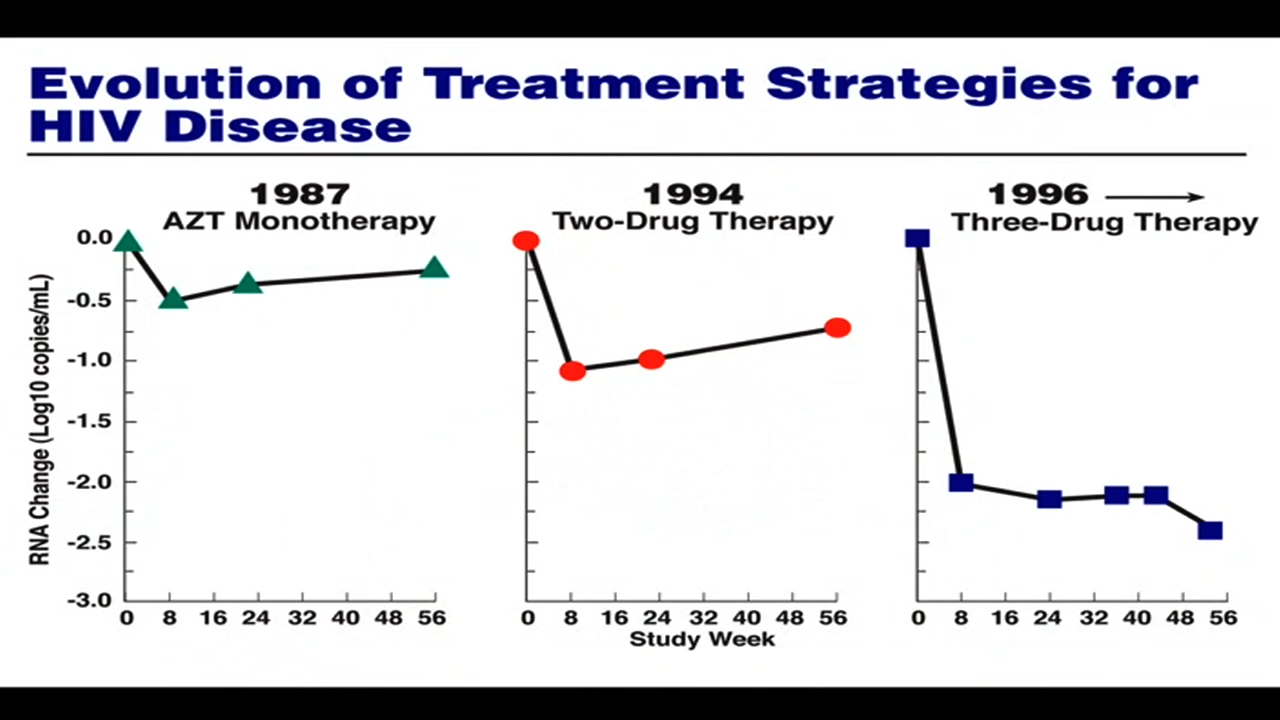 Evolution of Treatment Strategies for
HIV Disease
1987
AZT Monotherapy
1994
Two-Drug Therapy
1996
Three-Drug Therapy
RNA Change (Log10 copies/mL)
0.0
-0.5
-1.0
-1.5
-2.0
-2.5
-3.0
0 8 16 24 32 40 48 56
0 8 16 24 32 40 48 56
0 8 16 24 32 40 48 56
Study Week